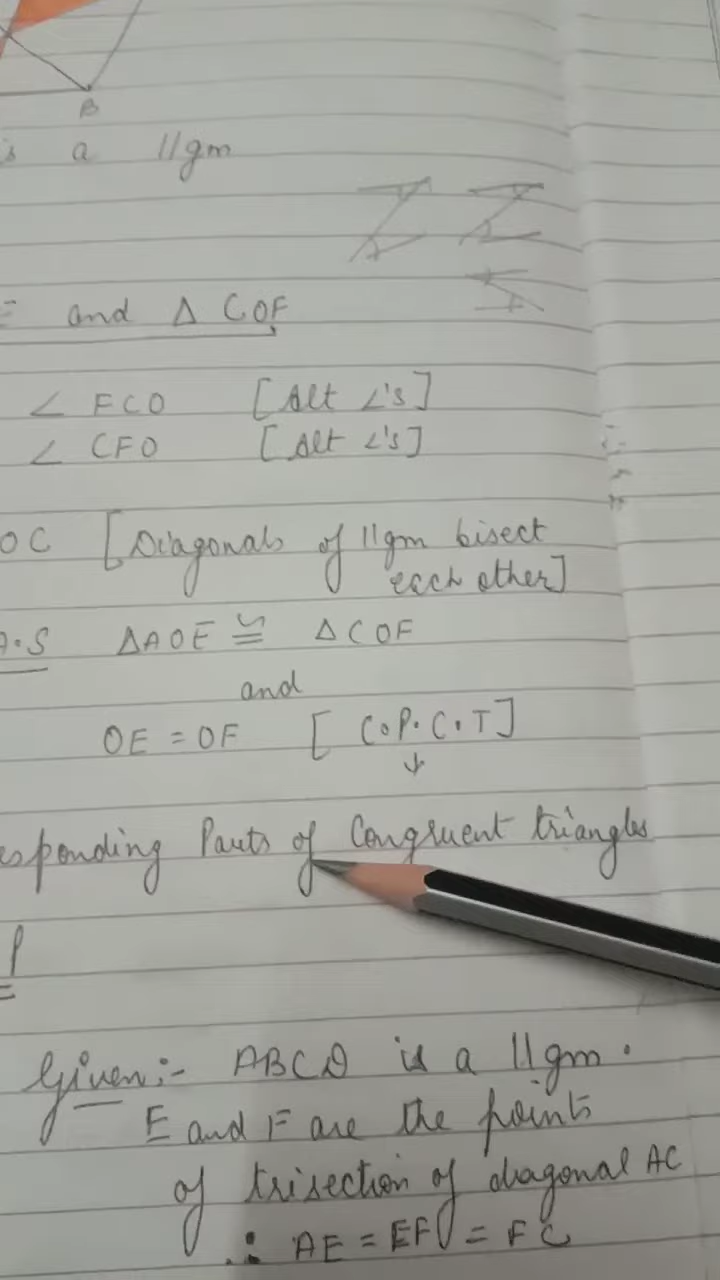 B
is a ||gm
E and Δ COF
∠ FCO [Alt ∠'s]
∠ CFO [Alt ∠'s]
OC [Diagonals of ||gm bisect
each other]
A.S ΔAOE ≅ ΔCOF
and
OE = OF [C.P.C.T]
↓
esponding Parts of Congruent triangles
P
Given:- ABCD is a ||gm.
E and F are the points
of trisection of diagonal AC
∴ AE = EF = FC